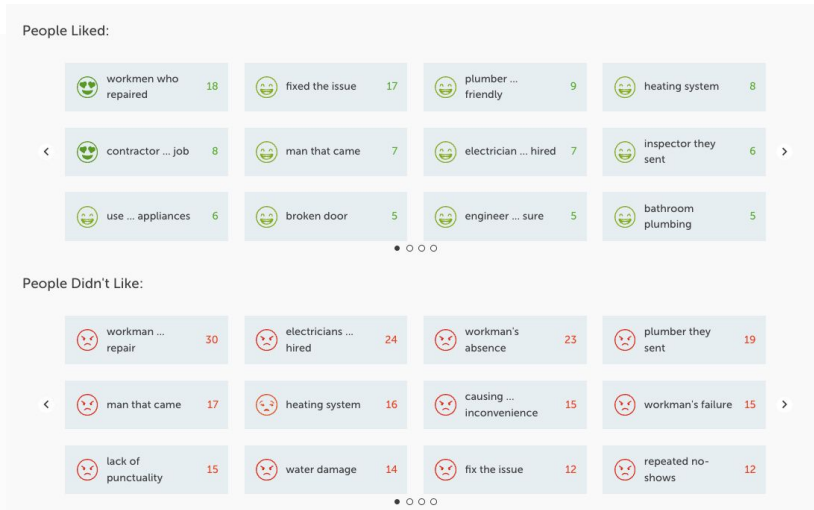 People Liked:
workmen who
repaired
18
fixed the issue
17
plumber ...
friendly
9
heating system
8
contractor ... job
8
man that came
7
electrician ... hired
7
inspector they
sent
6
use ... appliances
6
broken door
5
engineer ... sure
5
bathroom
plumbing
5
People Didn't Like:
workman ...
repair
30
electricians ...
hired
24
workman's
absence
23
plumber they
sent
19
man that came
17
heating system
16
causing ...
inconvenience
15
workman's failure
15
lack of
punctuality
15
water damage
14
fix the issue
12
repeated no-
shows
12